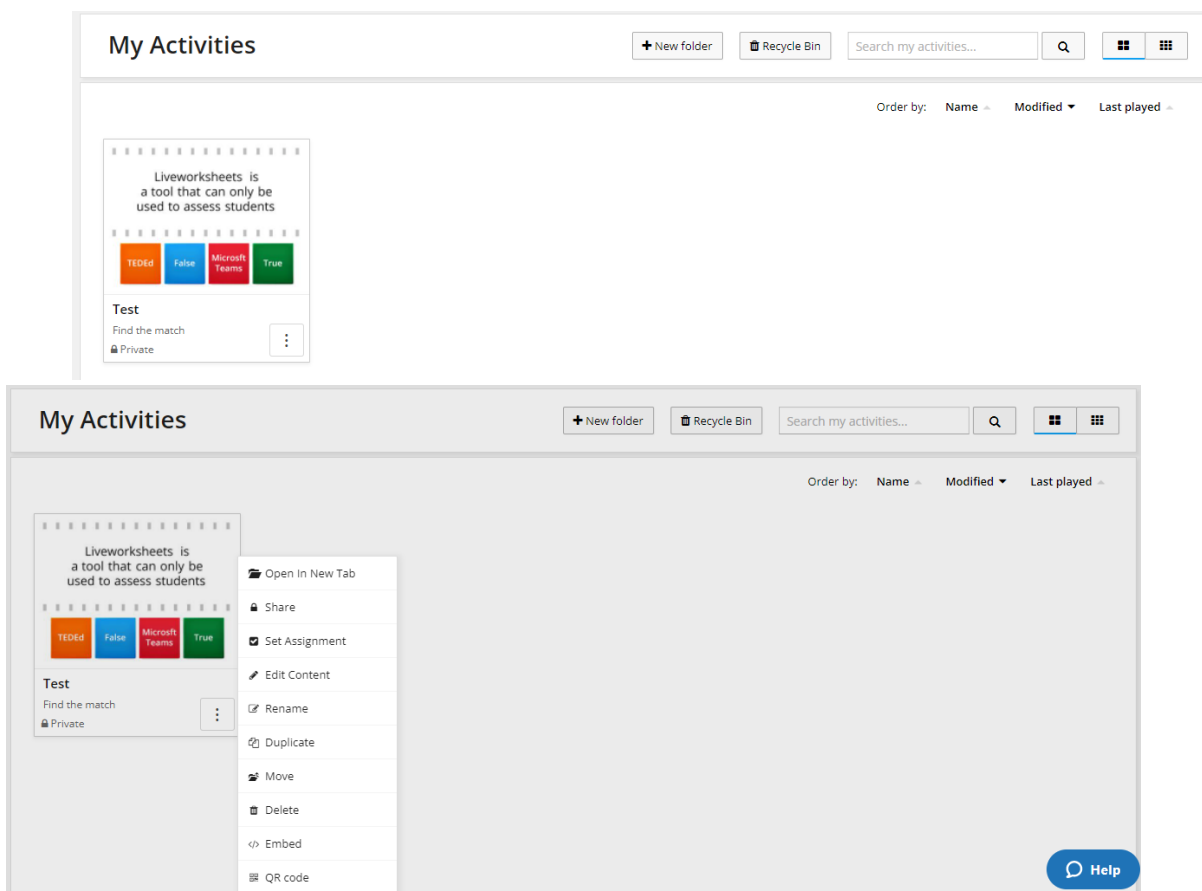 My Activities
New folder
Recycle Bin
Search my activities...
Order by: Name Modified Last played
Liveworksheets is
a tool that can only be
used to assess students
TEDEd False Microsft Teams True
Test
Find the match
Private
My Activities
New folder
Recycle Bin
Search my activities...
Order by: Name Modified Last played
Liveworksheets is
a tool that can only be
used to assess students
TEDEd False Microsft Teams True
Test
Find the match
Private
Open In New Tab
Share
Set Assignment
Edit Content
Rename
Duplicate
Move
Delete
Embed
QR code
Help